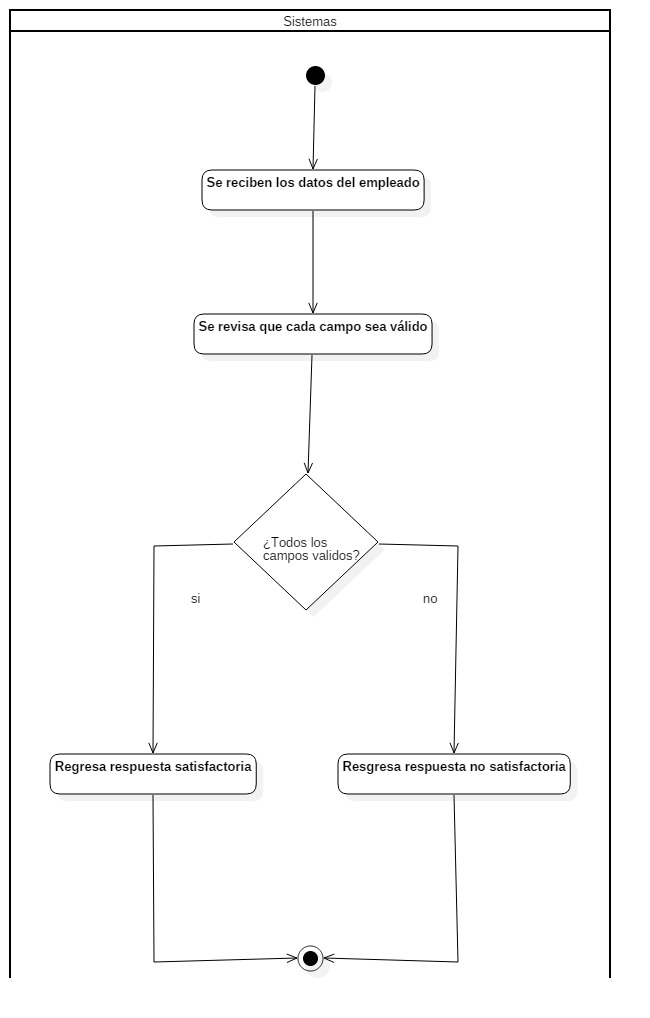 Sistemas
Se reciben los datos del empleado
Se revisa que cada campo sea válido
¿Todos los
campos validos?
si
no
Regresa respuesta satisfactoria
Resgresa respuesta no satisfactoria